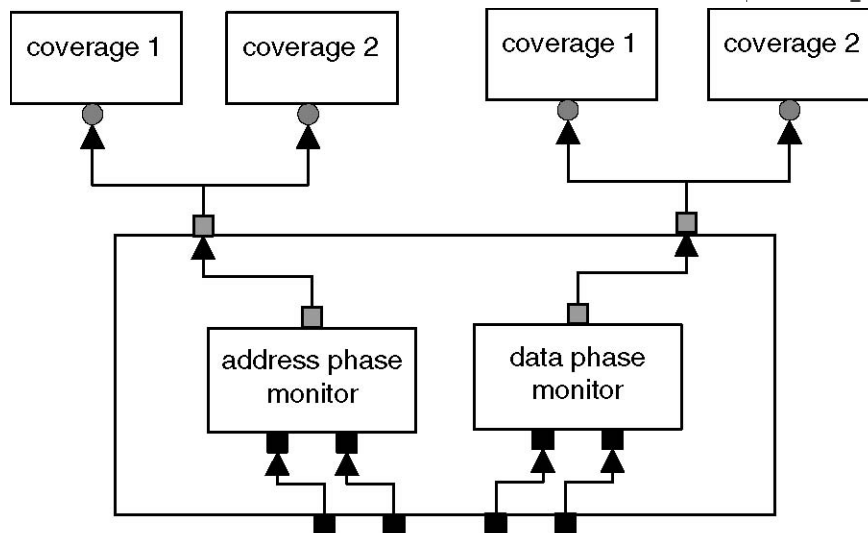 coverage 1
coverage 2
coverage 1
coverage 2
address phase
monitor
data phase
monitor